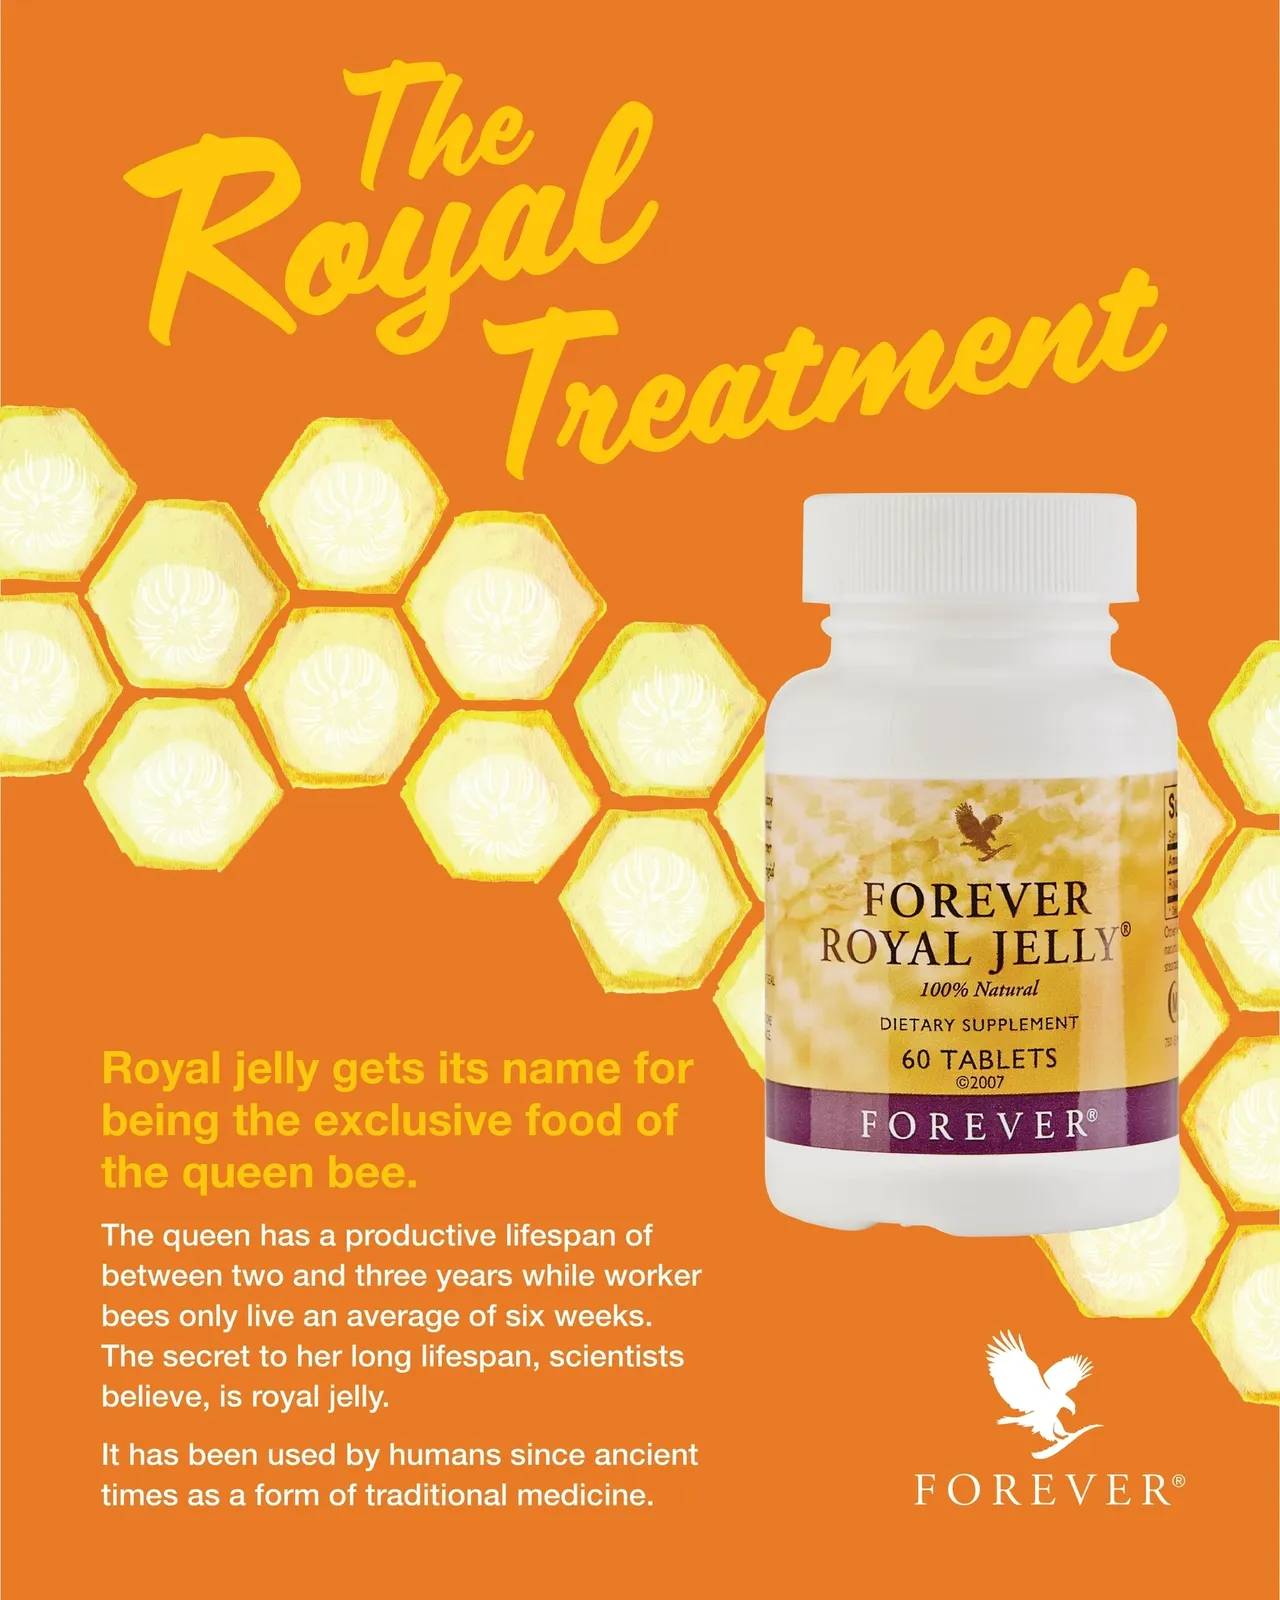 The
Royal
Treatment
FOREVER
ROYAL JELLY®
100% Natural
DIETARY SUPPLEMENT
60 TABLETS
©2007
FOREVER®
Royal jelly gets its name for
being the exclusive food of
the queen bee.
The queen has a productive lifespan of
between two and three years while worker
bees only live an average of six weeks.
The secret to her long lifespan, scientists
believe, is royal jelly.
It has been used by humans since ancient
times as a form of traditional medicine.
FOREVER®